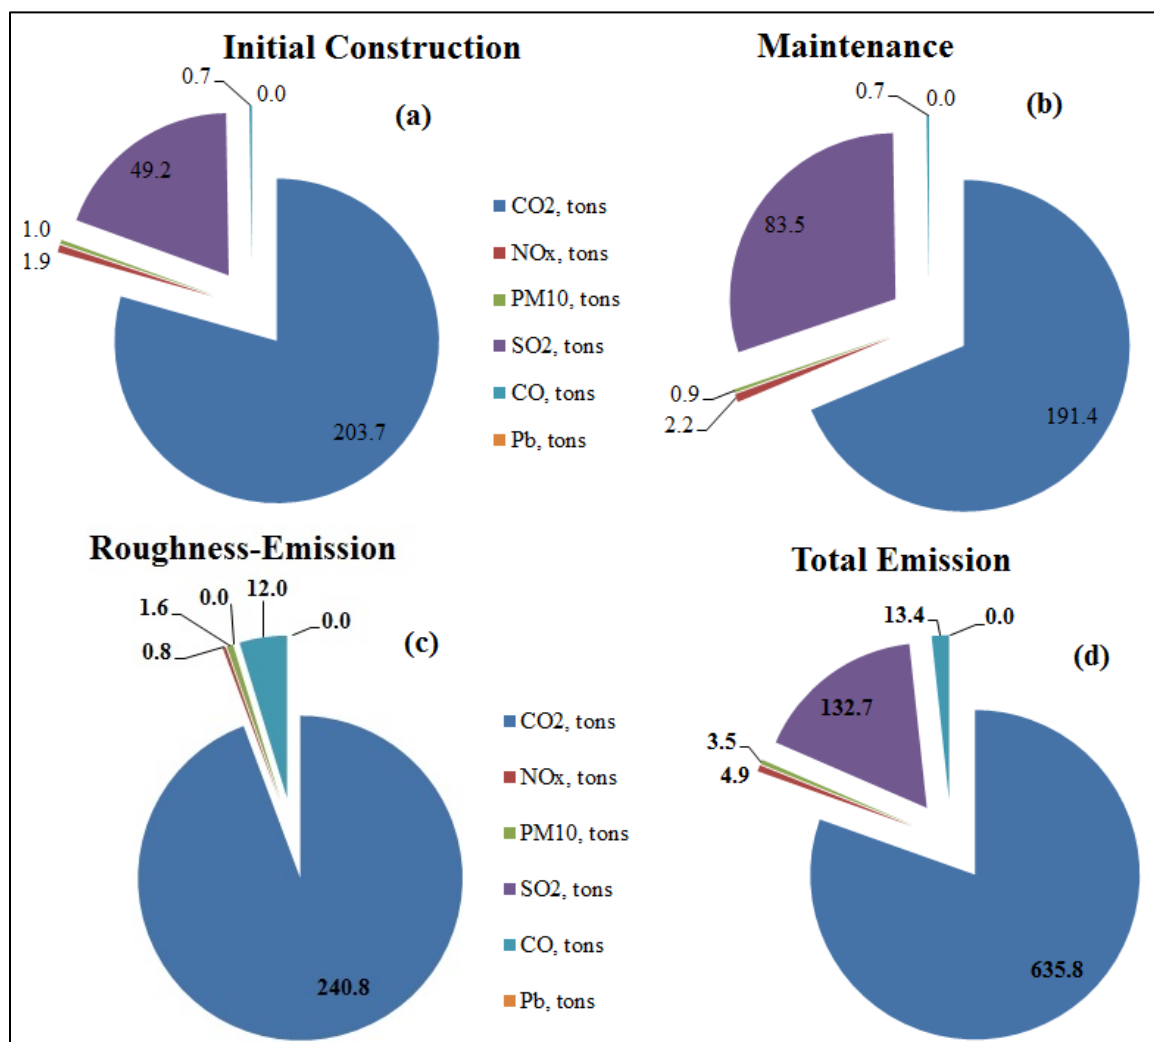 Initial Construction
(a)
0.7
0.0
49.2
1.0
1.9
203.7
Maintenance
(b)
0.7
0.0
83.5
0.9
2.2
191.4
CO2, tons
NOx, tons
PM10, tons
SO2, tons
CO, tons
Pb, tons
Roughness-Emission
(c)
12.0
0.0
0.0
1.6
0.8
240.8
Total Emission
(d)
13.4
0.0
132.7
3.5
4.9
635.8
CO2, tons
NOx, tons
PM10, tons
SO2, tons
CO, tons
Pb, tons